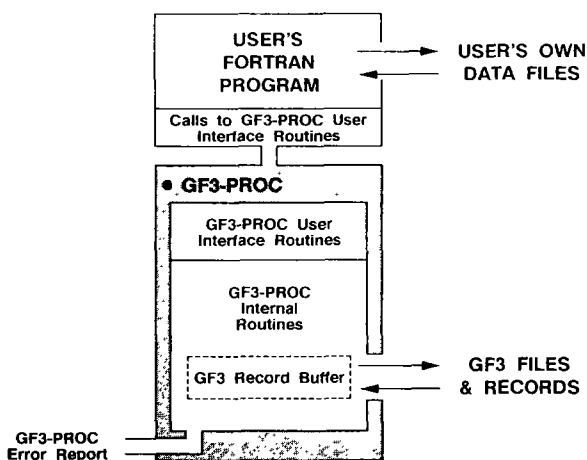 USER'S
FORTRAN
PROGRAM
USER'S OWN
DATA FILES
Calls to GF3-PROC User
Interface Routines
GF3-PROC
GF3-PROC User
Interface Routines
GF3-PROC
Internal
Routines
GF3 Record Buffer
GF3 FILES
& RECORDS
GF3-PROC
Error Report